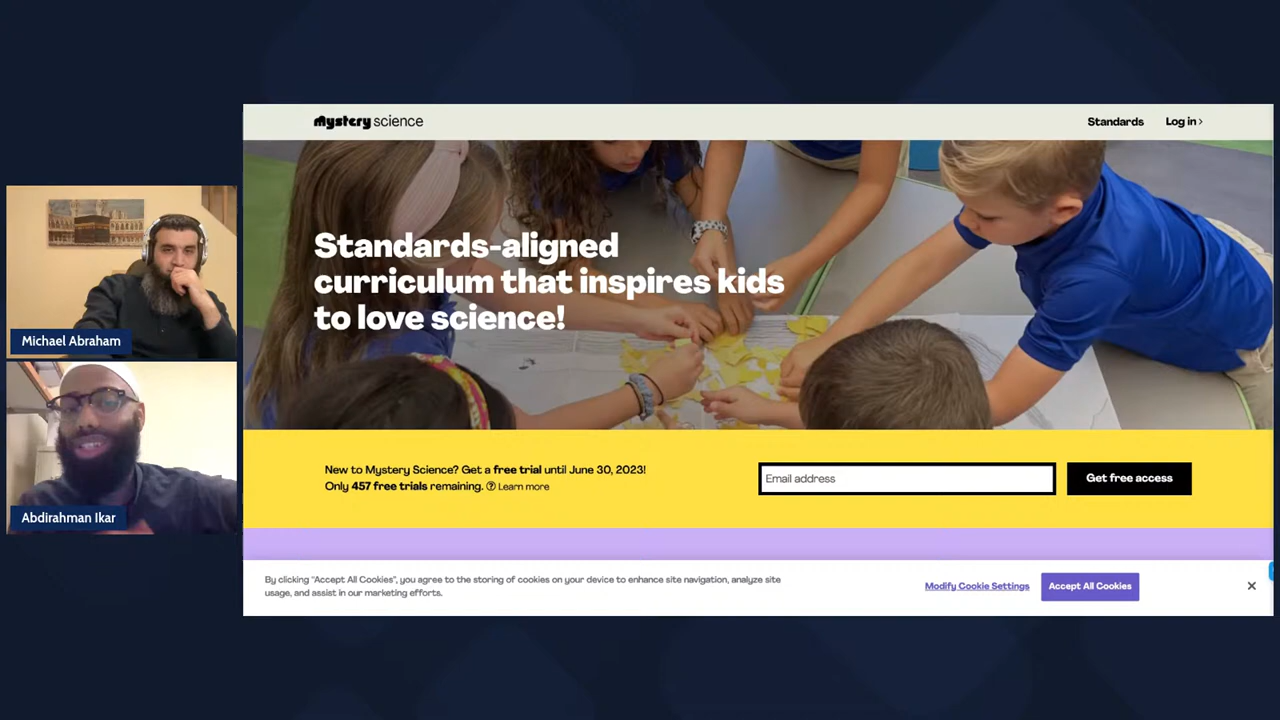 mystery science
Standards
Log in ›
Standards-aligned
curriculum that inspires kids
to love science!
Michael Abraham
Abdirahman Ikar
New to Mystery Science? Get a free trial until June 30, 2023!
Only 457 free trials remaining. ? Learn more
Email address
Get free access
By clicking "Accept All Cookies", you agree to the storing of cookies on your device to enhance site navigation, analyze site
usage, and assist in our marketing efforts.
Modify Cookie Settings
Accept All Cookies